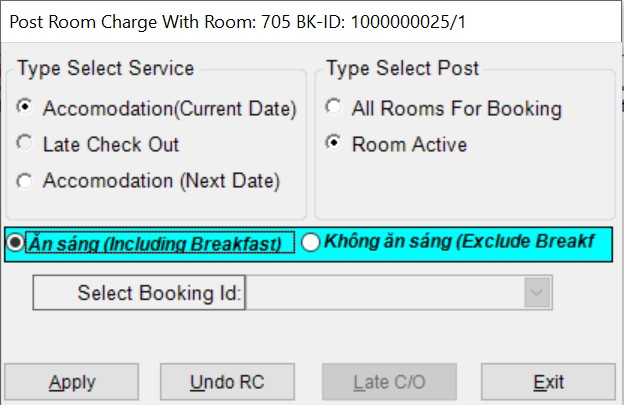 Post Room Charge With Room: 705 BK-ID: 1000000025/1
Type Select Service
Type Select Post
Accomodation(Current Date)
All Rooms For Booking
Late Check Out
Room Active
Accomodation (Next Date)
Ăn sáng (Including Breakfast)
Không ăn sáng (Exclude Breakf
Select Booking Id:
Apply
Undo RC
Late C/O
Exit